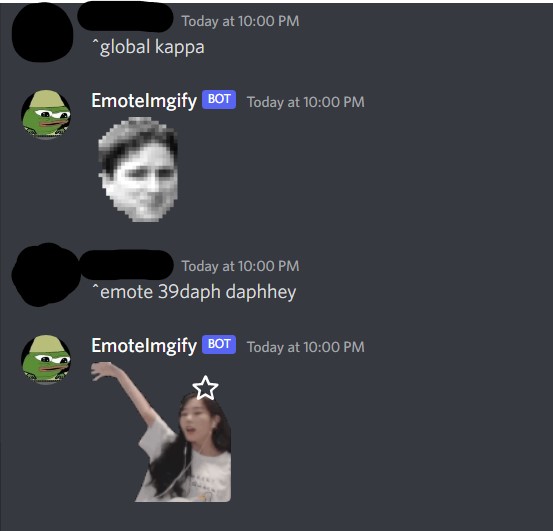 Today at 10:00 PM
^global kappa
EmoteImgify BOT Today at 10:00 PM
Today at 10:00 PM
^emote 39daph daphhey
EmoteImgify BOT Today at 10:00 PM